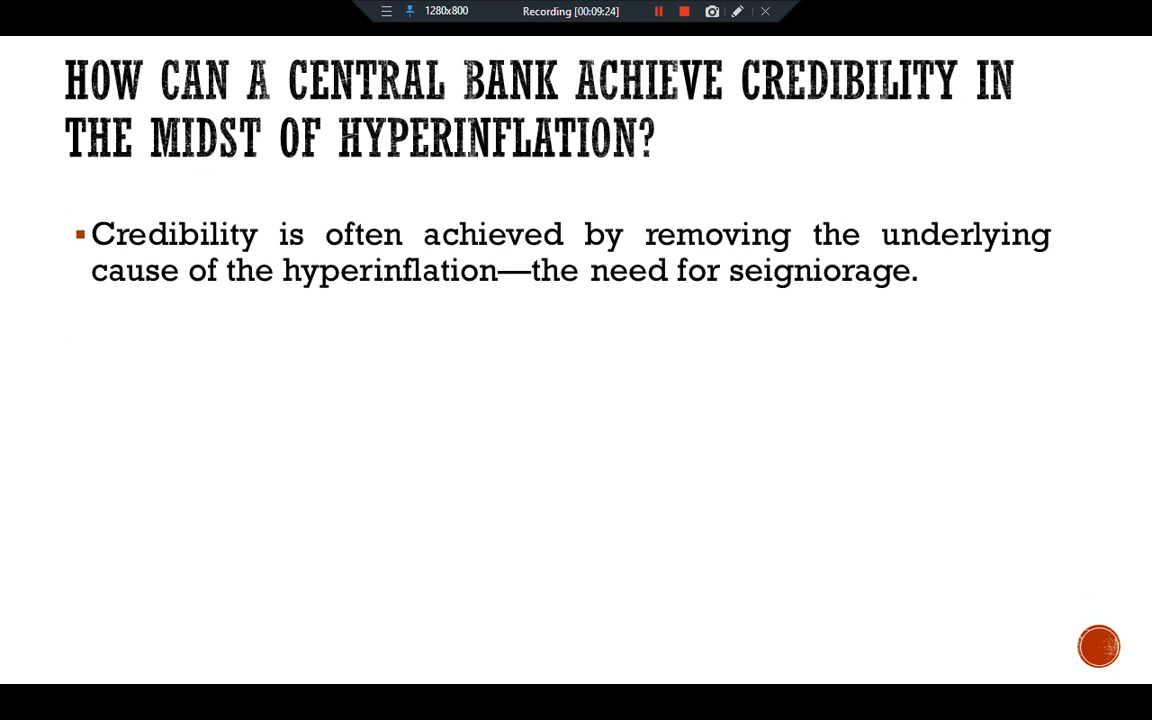 1280x800 Recording [00:09:24]
HOW CAN A CENTRAL BANK ACHIEVE CREDIBILITY IN
THE MIDST OF HYPERINFLATION?
Credibility is often achieved by removing the underlying
cause of the hyperinflation—the need for seigniorage.